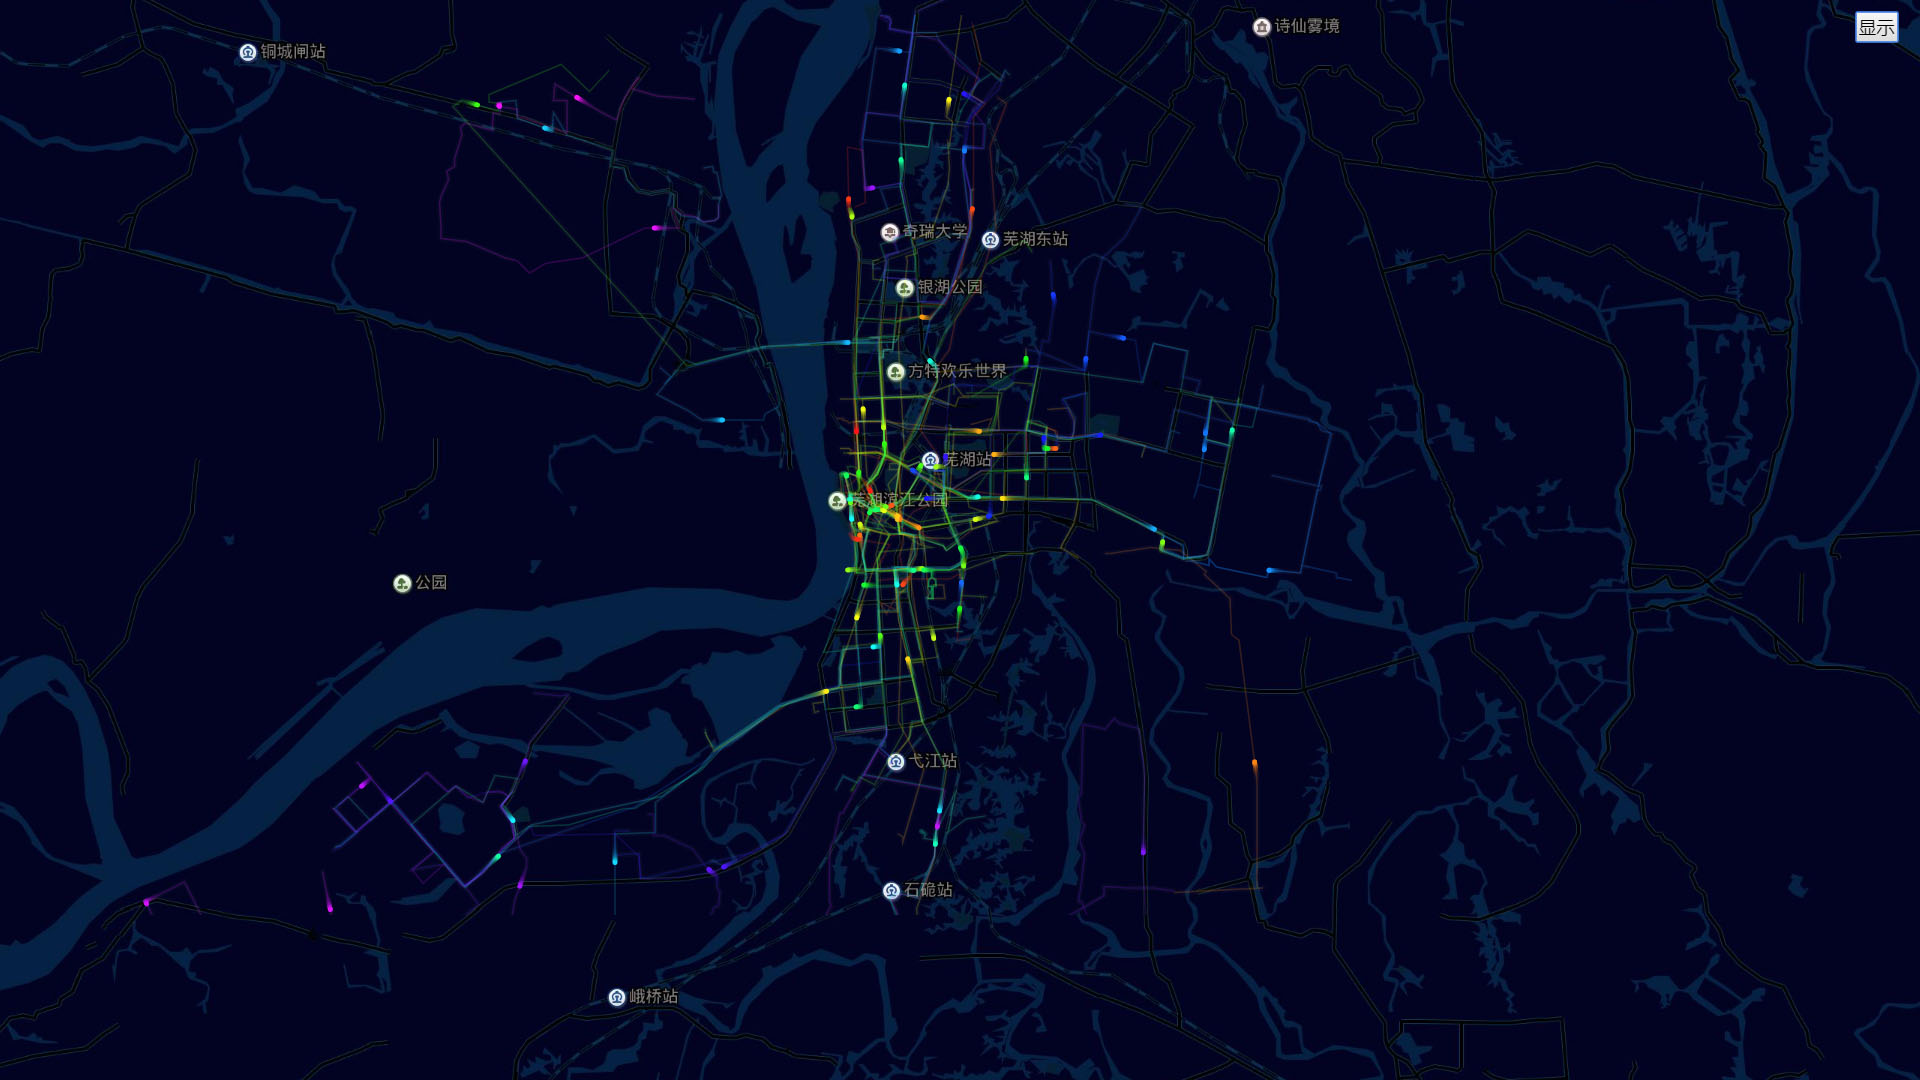 诗仙雾境
显示
铜城闸站
奇瑞大学
芜湖东站
银湖公园
方特欢乐世界
芜湖站
芜湖滨江公园
公园
弋江站
石硊站
峨桥站